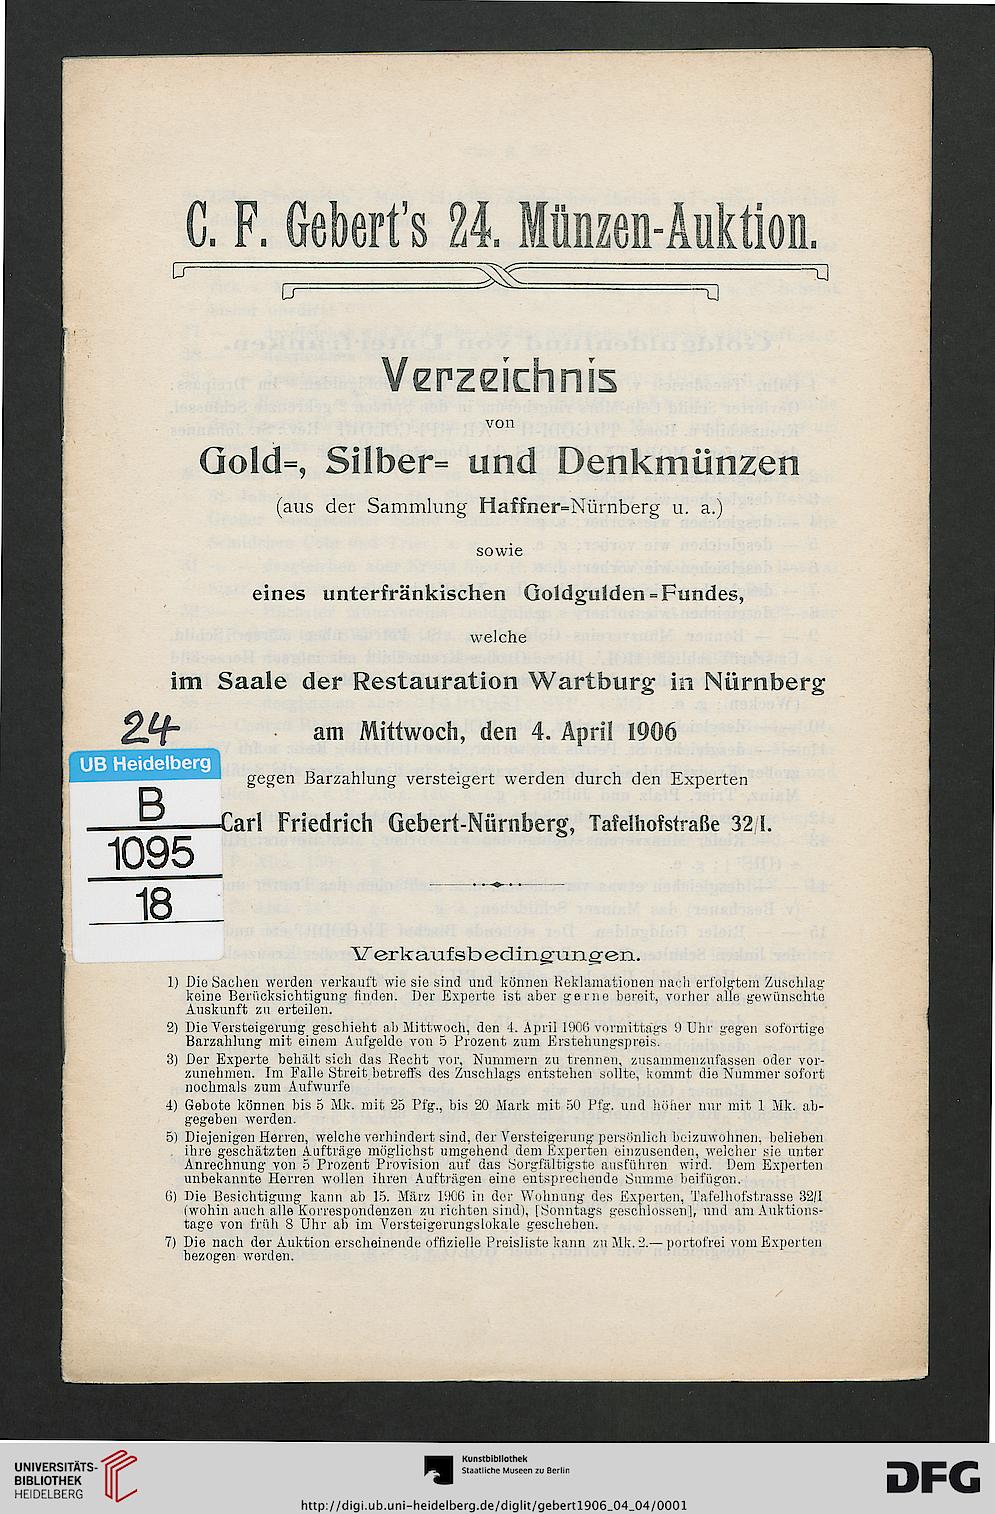 C. F. Gebert's 24. Münzen-Auktion.
Verzeichnis
von
Gold-, Silber- und Denkmünzen
(aus der Sammlung Haffner-Nürnberg u. a.)
sowie
eines unterfränkischen Goldgulden-Fundes,
welche
im Saale der Restauration Wartburg in Nürnberg
am Mittwoch, den 4. April 1906
gegen Barzahlung versteigert werden durch den Experten
Carl Friedrich Gebert-Nürnberg, Tafelhofstraße 32/I.
24
UB Heidelberg
B
1095
18
Verkaufsbedingungen.
1) Die Sachen werden verkauft wie sie sind und können Reklamationen nach erfolgtem Zuschlag
keine Berücksichtigung finden. Der Experte ist aber gerne bereit, vorher alle gewünschte
Auskunft zu erteilen.
2) Die Versteigerung geschieht ab Mittwoch, den 4. April 1906 vormittags 9 Uhr gegen sofortige
Barzahlung mit einem Aufgelde von 5 Prozent zum Erstehungspreis.
3) Der Experte behält sich das Recht vor, Nummern zu trennen, zusammenzufassen oder vor-
zunehmen. Im Falle Streit betreffs des Zuschlags entstehen sollte, kommt die Nummer sofort
nochmals zum Aufwurfe
4) Gebote können bis 5 Mk. mit 25 Pfg., bis 20 Mark mit 50 Pfg. und höher nur mit 1 Mk. ab-
gegeben werden.
5) Diejenigen Herren, welche verhindert sind, der Versteigerung persönlich beizuwohnen, belieben
ihre geschätzten Aufträge möglichst umgehend dem Experten einzusenden, welcher sie unter
Anrechnung von 5 Prozent Provision auf das Sorgfältigste ausführen wird. Dem Experten
unbekannte Herren wollen ihren Aufträgen eine entsprechende Summe beifügen.
6) Die Besichtigung kann ab 15. März 1906 in der Wohnung des Experten, Tafelhofstrasse 32/I
(wohin auch alle Korrespondenzen zu richten sind), [Sonntags geschlossen], und am Auktions-
tage von früh 8 Uhr ab im Versteigerungslokale geschehen.
7) Die nach der Auktion erscheinende offizielle Preisliste kann zu Mk. 2.— portofrei vom Experten
bezogen werden.
UNIVERSITÄTS-
BIBLIOTHEK
HEIDELBERG
Kunstbibliothek
Staatliche Museen zu Berlin
http://digi.ub.uni-heidelberg.de/diglit/gebert1906_04_04/0001
DFG